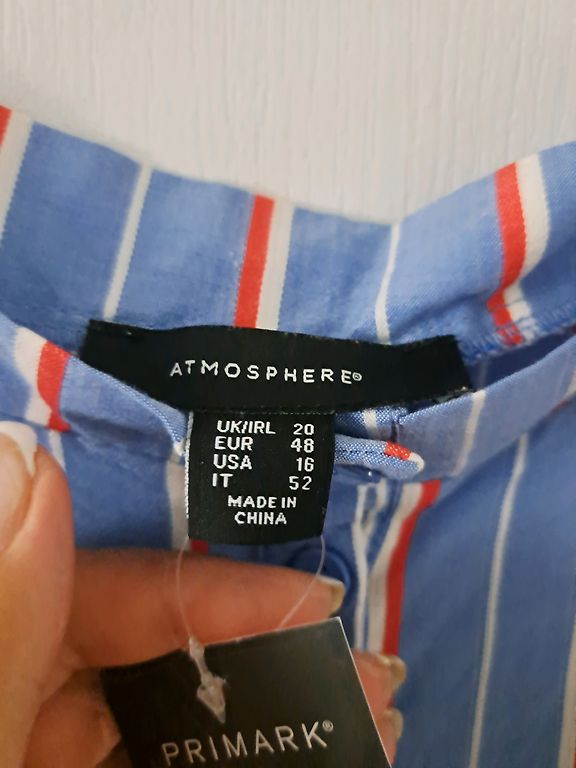 ATMOSPHERE®
UK/IRL 20
EUR 48
USA 16
IT 52
MADE IN
CHINA
PRIMARK®